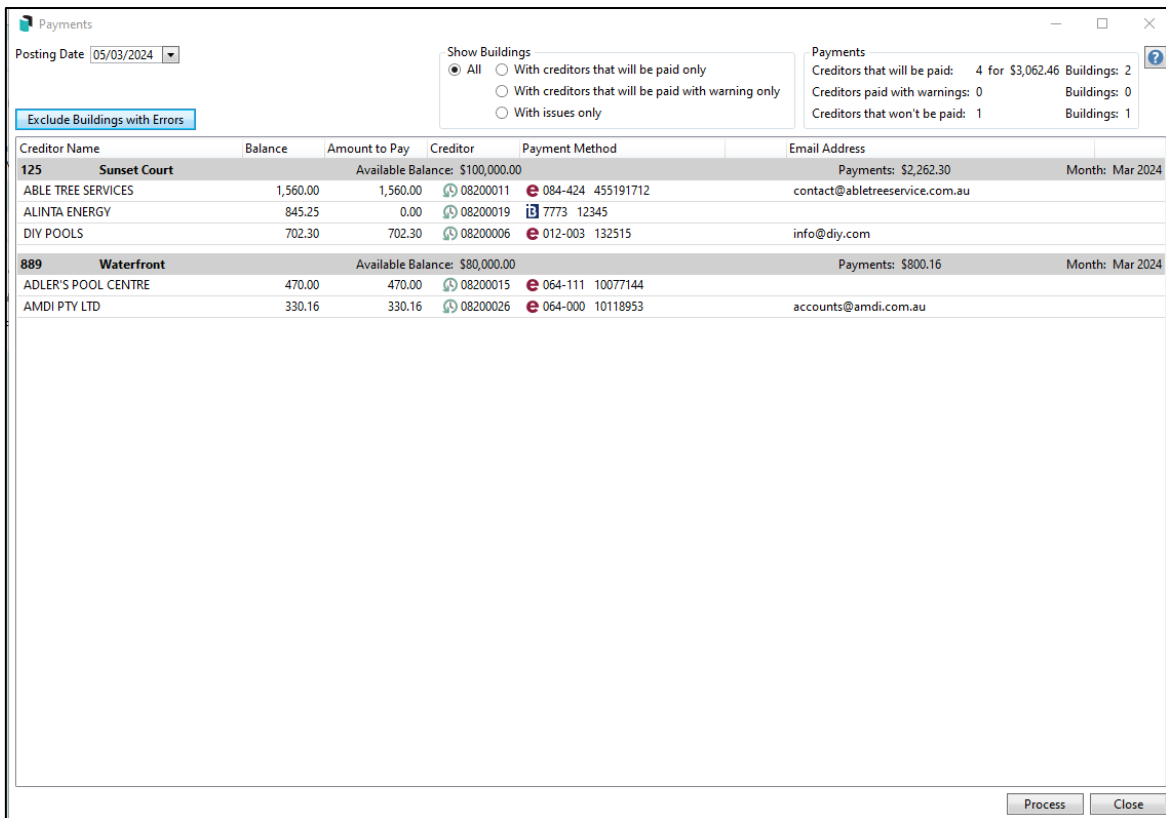 Payments
Posting Date 05/03/2024
Show Buildings
All With creditors that will be paid only
With creditors that will be paid with warning only
With issues only
Payments
Creditors that will be paid: 4 for $3,062.46 Buildings: 2
Creditors paid with warnings: 0 Buildings: 0
Creditors that won't be paid: 1 Buildings: 1
?
Exclude Buildings with Errors
Creditor Name Balance Amount to Pay Creditor Payment Method Email Address
125 Sunset Court Available Balance: $100,000.00 Payments: $2,262.30 Month: Mar 2024
ABLE TREE SERVICES 1,560.00 1,560.00 08200011 e 084-424 455191712 contact@abletreeservice.com.au
ALINTA ENERGY 845.25 0.00 08200019 B 7773 12345
DIY POOLS 702.30 702.30 08200006 e 012-003 132515 info@diy.com
889 Waterfront Available Balance: $80,000.00 Payments: $800.16 Month: Mar 2024
ADLER'S POOL CENTRE 470.00 470.00 08200015 e 064-111 10077144
AMDI PTY LTD 330.16 330.16 08200026 e 064-000 10118953 accounts@amdi.com.au
Process Close